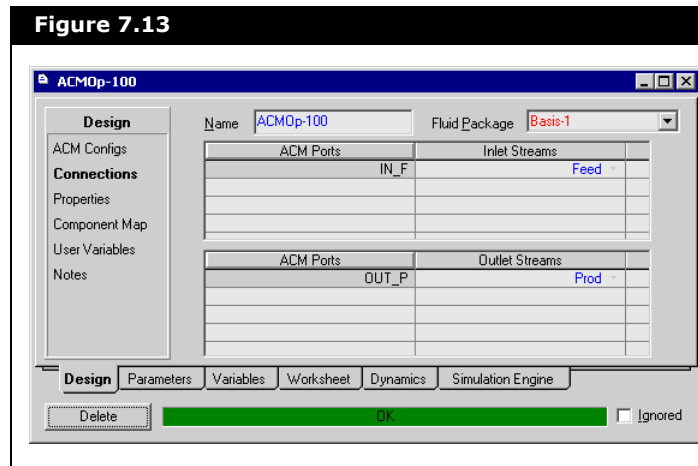 Figure 7.13
ACMOp-100
Design
ACM Configs
Connections
Properties
Component Map
User Variables
Notes
Name ACMOp-100 Fluid Package Basis-1
ACM Ports Inlet Streams
IN_F Feed
ACM Ports Outlet Streams
OUT_P Prod
Design Parameters Variables Worksheet Dynamics Simulation Engine
Delete OK Ignored